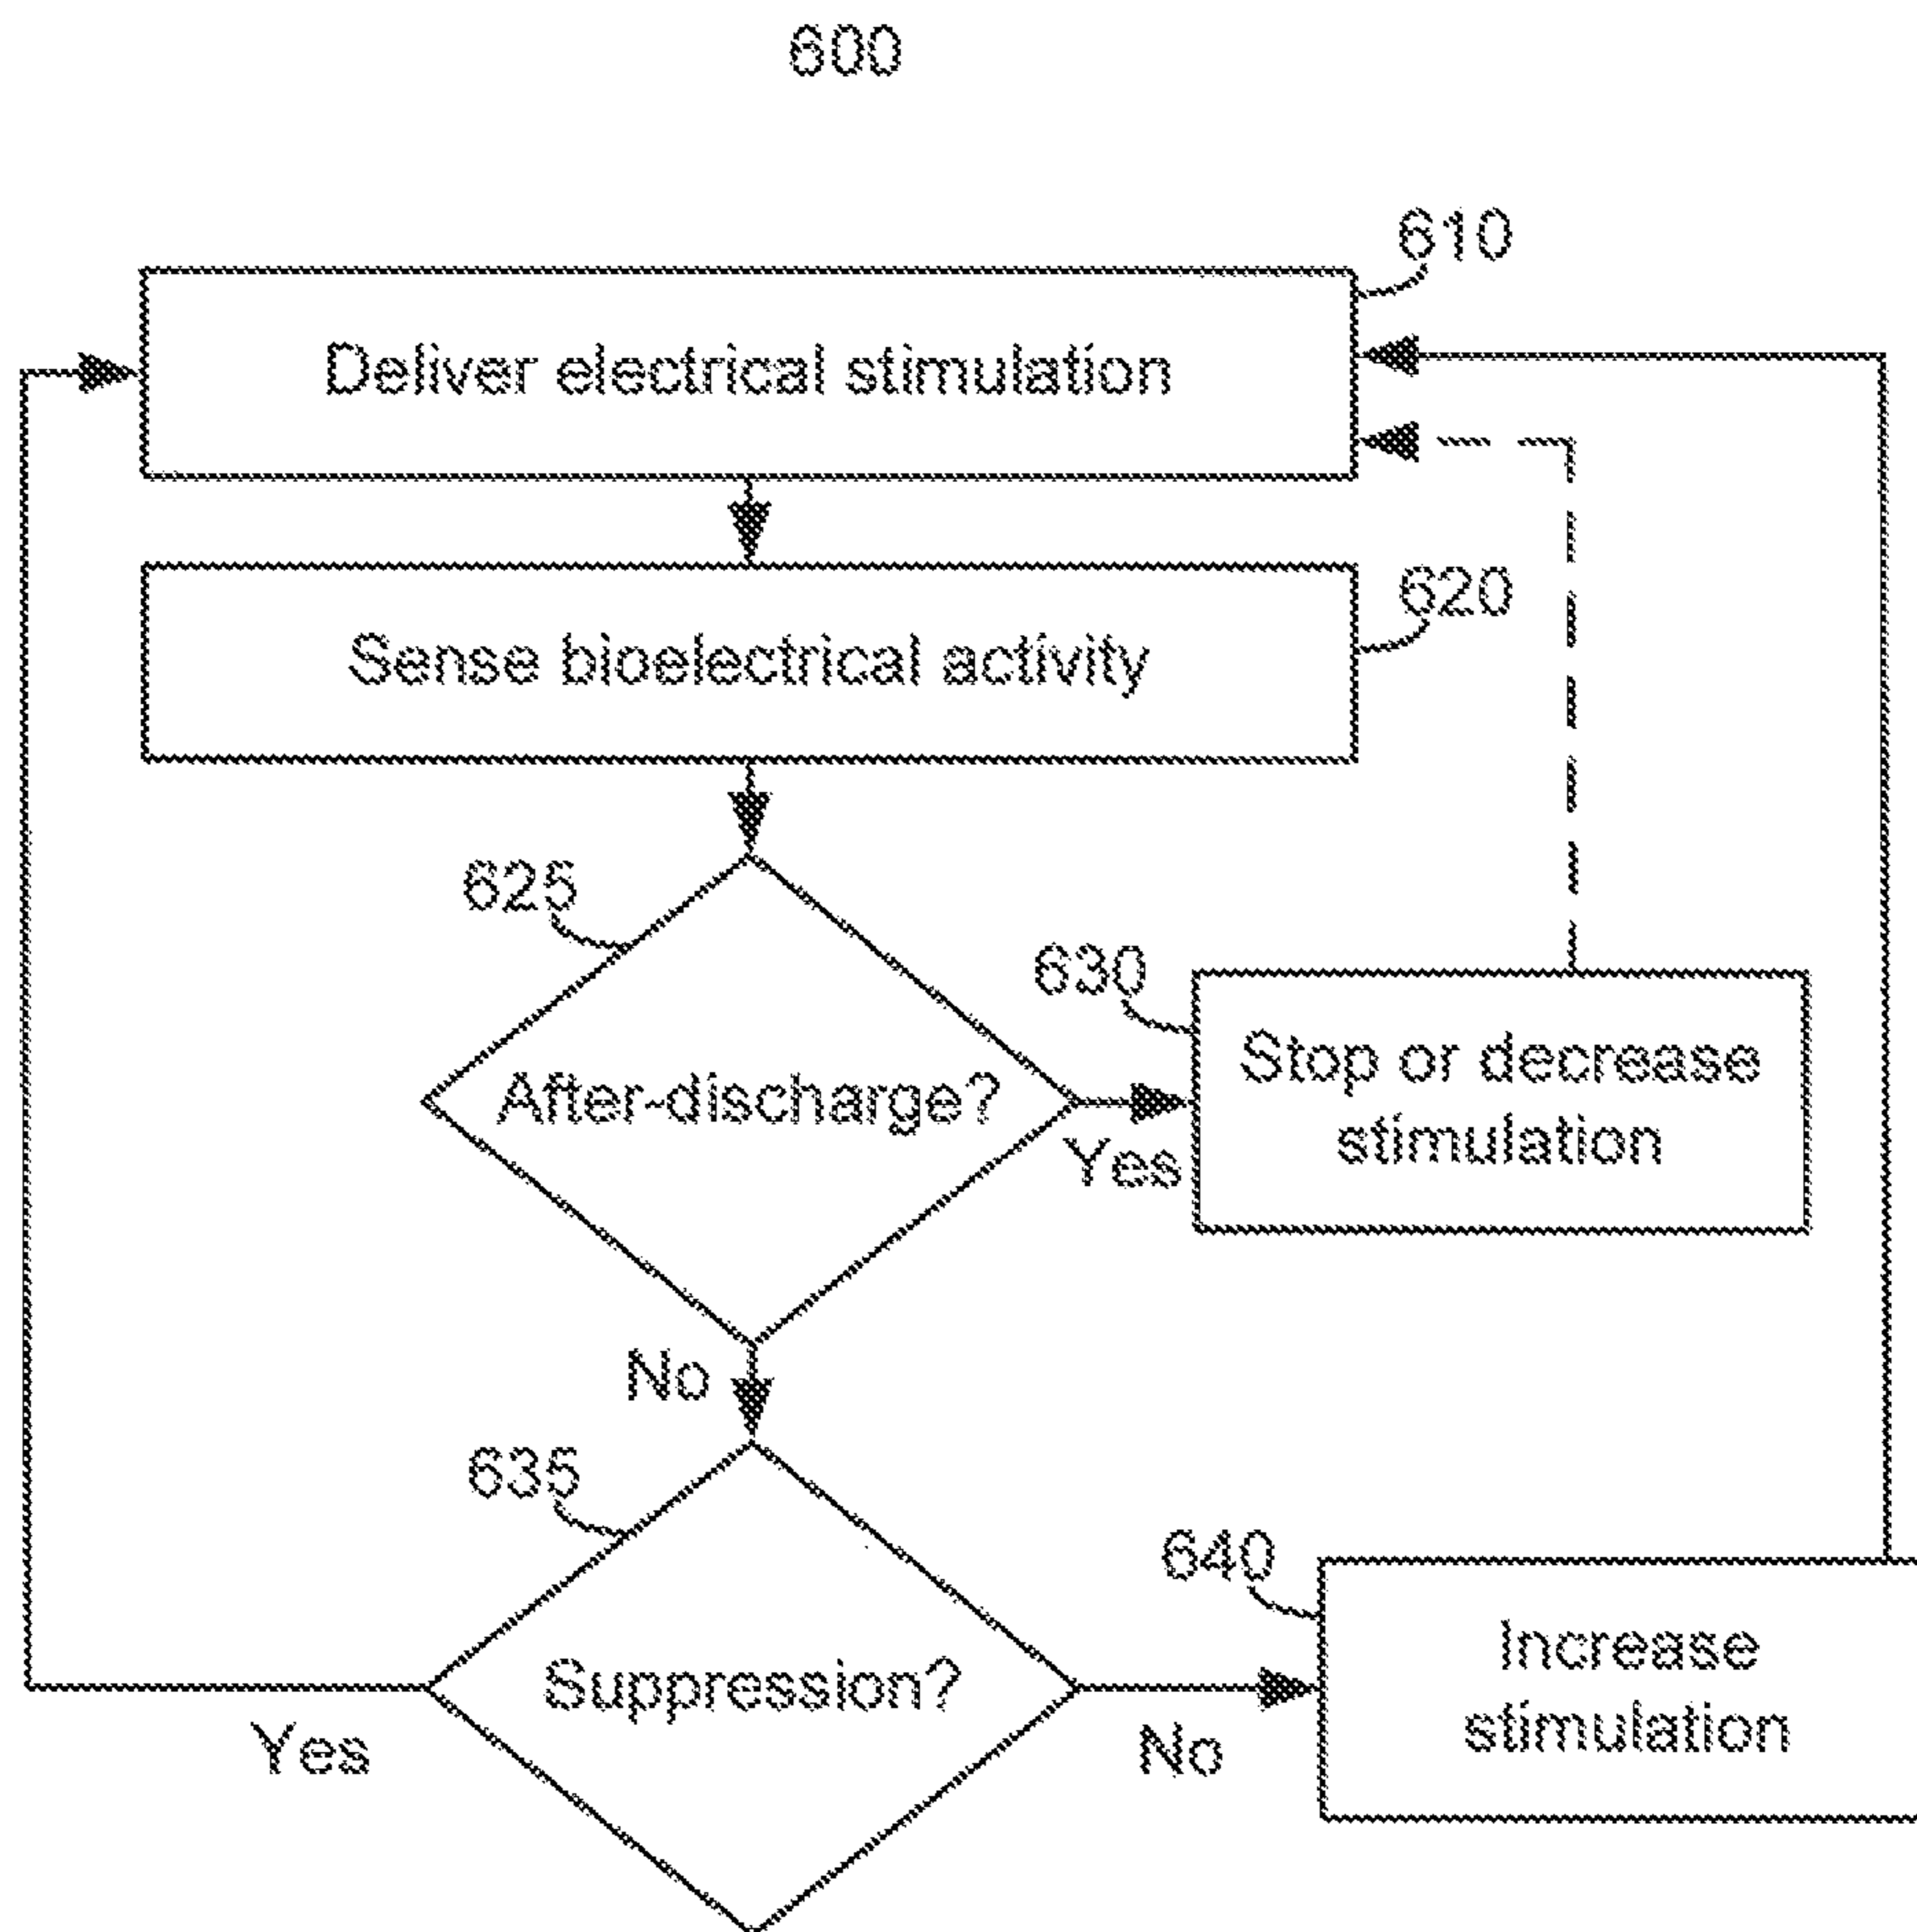 600
610
Deliver electrical stimulation
620
Sense bioelectrical activity
625
After-discharge?
Yes
630
Stop or decrease
stimulation
No
635
Suppression?
Yes
No
640
Increase
stimulation